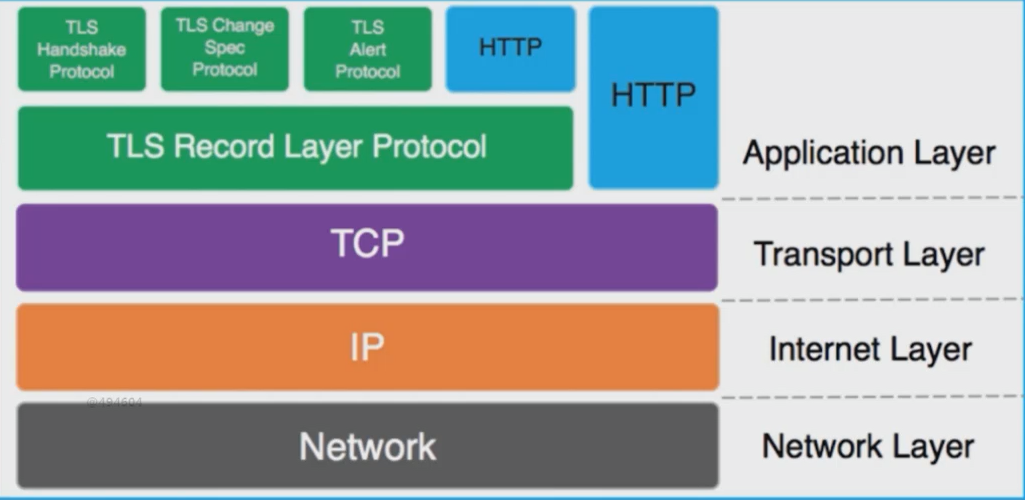 TLS
Handshake
Protocol
TLS Change
Spec
Protocol
TLS
Alert
Protocol
HTTP
HTTP
TLS Record Layer Protocol
Application Layer
TCP
Transport Layer
IP
Internet Layer
@494604
Network
Network Layer